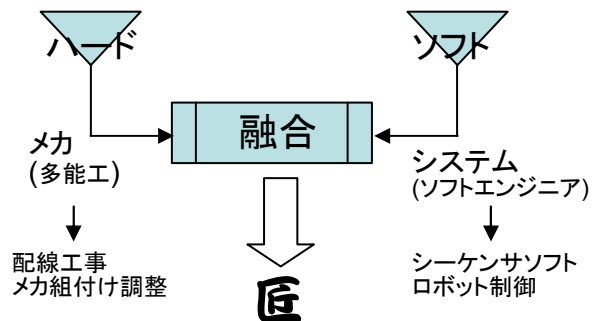 ハード
ソフト
融合
メカ
(多能工)
システム
(ソフトエンジニア)
配線工事
メカ組付け調整
シーケンサソフト
ロボット制御
匠